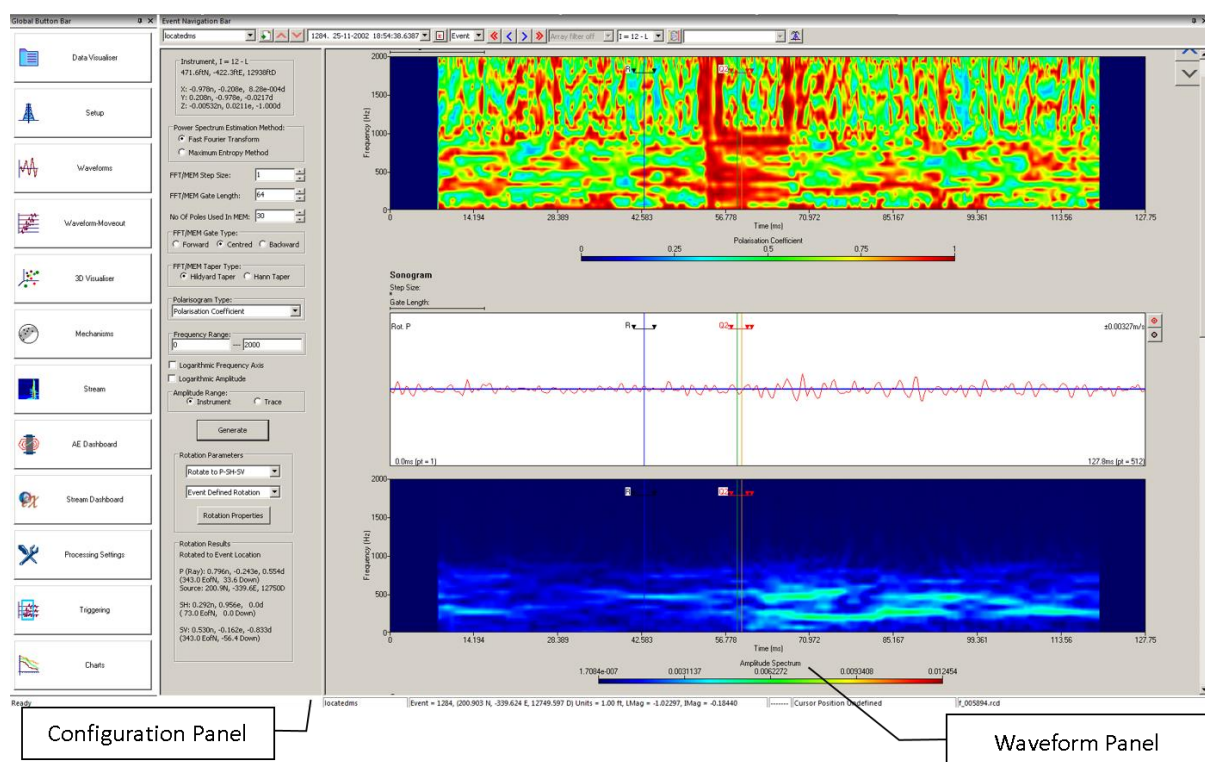 Global Button Bar
Event Navigation Bar
Data Visualiser
Setup
Waveforms
Waveform-Moveout
3D Visualiser
Mechanisms
Stream
AE Dashboard
Stream Dashboard
Processing Settings
Triggering
Charts
Ready
locatedms
1284. 25-11-2002 18:54:38.6387
E
Event
Array filter off
I = 12 - L
Instrument, I = 12 - L
471.6ftN, -422.3ftE, 12938ftD
X: -0.978n, -0.208e, 8.28e-004d
Y: 0.208n, -0.978e, -0.0217d
Z: -0.00532n, 0.0211e, -1.000d
Power Spectrum Estimation Method:
Fast Fourier Transform
Maximum Entropy Method
FFT/MEM Step Size: 1
FFT/MEM Gate Length: 64
No Of Poles Used In MEM: 30
FFT/MEM Gate Type:
Forward Centred Backward
FFT/MEM Taper Type:
Hildyard Taper Hann Taper
Polarisogram Type:
Polarisation Coefficient
Frequency Range:
0 --- 2000
Logarithmic Frequency Axis
Logarithmic Amplitude
Amplitude Range:
Instrument Trace
Generate
Rotation Parameters
Rotate to P-SH-SV
Event Defined Rotation
Rotation Properties
Rotation Results
Rotated to Event Location
P (Ray): 0.796n, -0.243e, 0.554d
(343.0 EofN, 33.6 Down)
Source: 200.9N, -339.6E, 12750D
SH: 0.292n, 0.956e, 0.0d
( 73.0 EofN, 0.0 Down)
SV: 0.530n, -0.162e, -0.833d
(343.0 EofN, -56.4 Down)
2000
1500
1000
500
0
Frequency (Hz)
R Q2
0 14.194 28.389 42.583 56.778 70.972 85.167 99.361 113.56 127.75
Time (ms)
Polarisation Coefficient
0 0.25 0.5 0.75 1
Sonogram
Step Size:
Gate Length:
Rot. P
R Q2
±0.00327m/s
0.0ms (pt = 1)
127.8ms (pt = 512)
2000
1500
1000
500
0
Frequency (Hz)
R Q2
0 14.194 28.389 42.583 56.778 70.972 85.167 99.361 113.56 127.75
Time (ms)
Amplitude Spectrum
1.7084e-007 0.0031137 0.0062272 0.0093408 0.012454
locatedms
Event = 1284, (200.903 N, -339.624 E, 12749.597 D) Units = 1.00 ft, LMag = -1.02297, IMag = -0.18440
-------
Cursor Position Undefined
f_005894.rcd
Configuration Panel
Waveform Panel